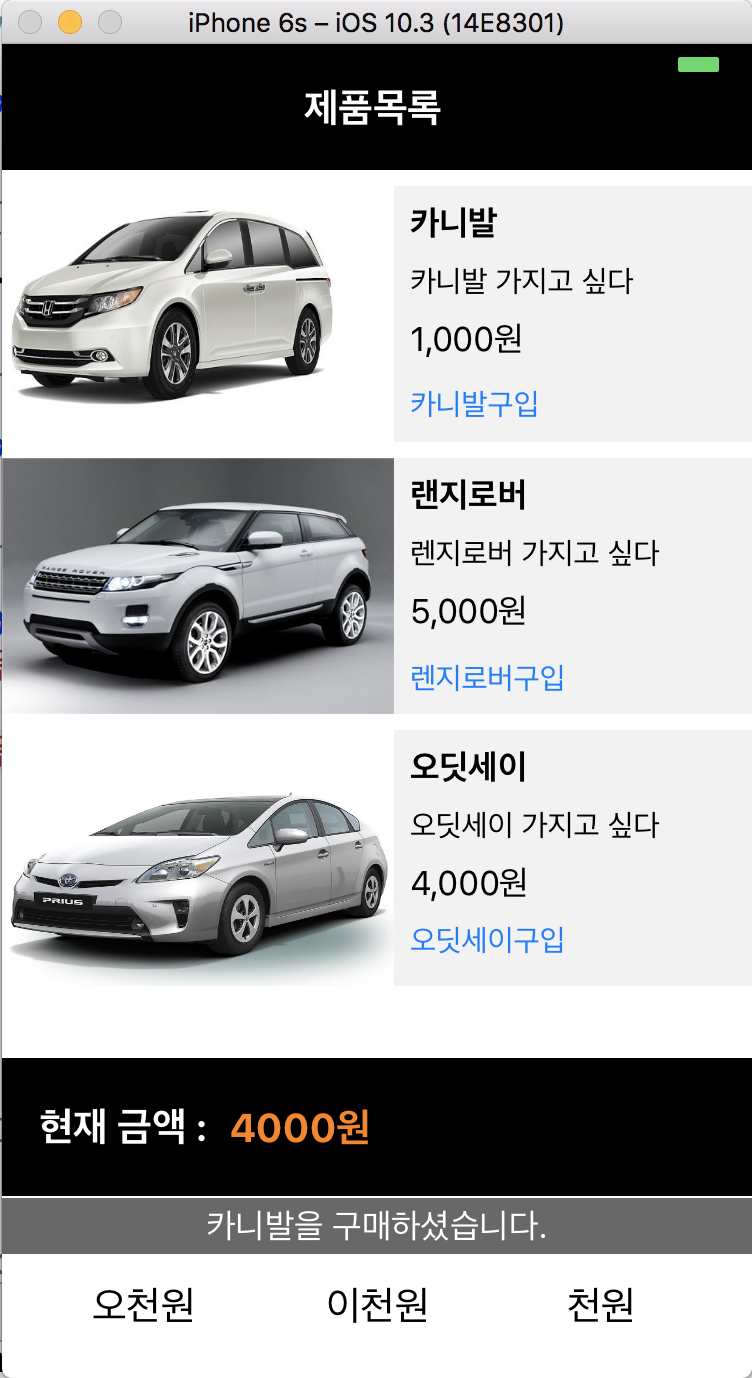 iPhone 6s – iOS 10.3 (14E8301)
제품목록
카니발
카니발 가지고 싶다
1,000원
카니발구입
랜지로버
렌지로버 가지고 싶다
5,000원
렌지로버구입
RANGE ROVER
오딧세이
오딧세이 가지고 싶다
4,000원
오딧세이구입
PRIUS
현재 금액 : 4000원
카니발을 구매하셨습니다.
오천원 이천원 천원